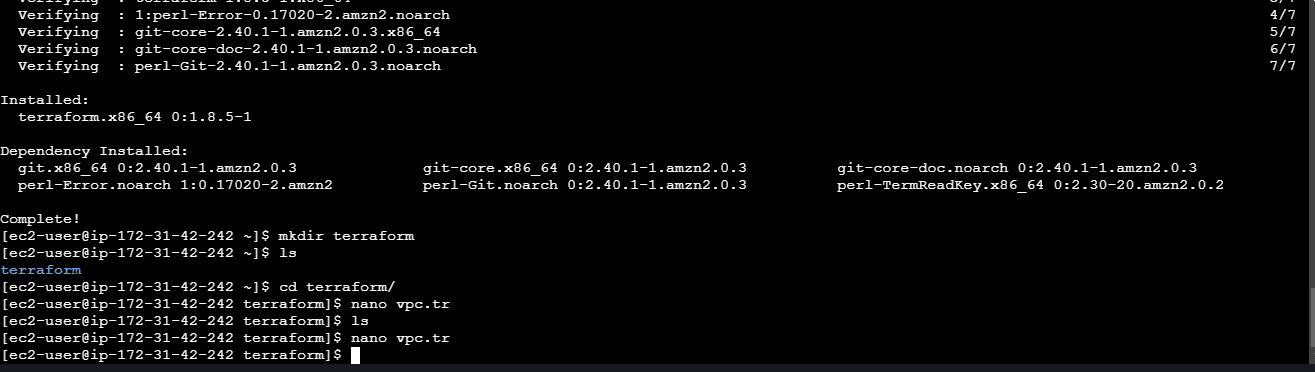 Verifying : 1:perl-Error-0.17020-2.amzn2.noarch 4/7
Verifying : git-core-2.40.1-1.amzn2.0.3.x86_64 5/7
Verifying : git-core-doc-2.40.1-1.amzn2.0.3.noarch 6/7
Verifying : perl-Git-2.40.1-1.amzn2.0.3.noarch 7/7
Installed:
terraform.x86_64 0:1.8.5-1
Dependency Installed:
git.x86_64 0:2.40.1-1.amzn2.0.3 git-core.x86_64 0:2.40.1-1.amzn2.0.3 git-core-doc.noarch 0:2.40.1-1.amzn2.0.3
perl-Error.noarch 1:0.17020-2.amzn2 perl-Git.noarch 0:2.40.1-1.amzn2.0.3 perl-TermReadKey.x86_64 0:2.30-20.amzn2.0.2
Complete!
[ec2-user@ip-172-31-42-242 ~]$ mkdir terraform
[ec2-user@ip-172-31-42-242 ~]$ ls
terraform
[ec2-user@ip-172-31-42-242 ~]$ cd terraform/
[ec2-user@ip-172-31-42-242 terraform]$ nano vpc.tr
[ec2-user@ip-172-31-42-242 terraform]$ ls
[ec2-user@ip-172-31-42-242 terraform]$ nano vpc.tr
[ec2-user@ip-172-31-42-242 terraform]$